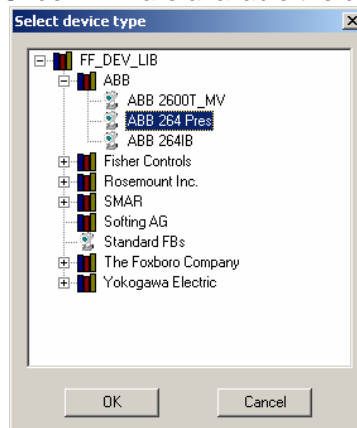 Select device type
FF_DEV_LIB
ABB
ABB 2600T_MV
ABB 264 Pres
ABB 264IB
Fisher Controls
Rosemount Inc.
SMAR
Softing AG
Standard FBs
The Foxboro Company
Yokogawa Electric
OK
Cancel